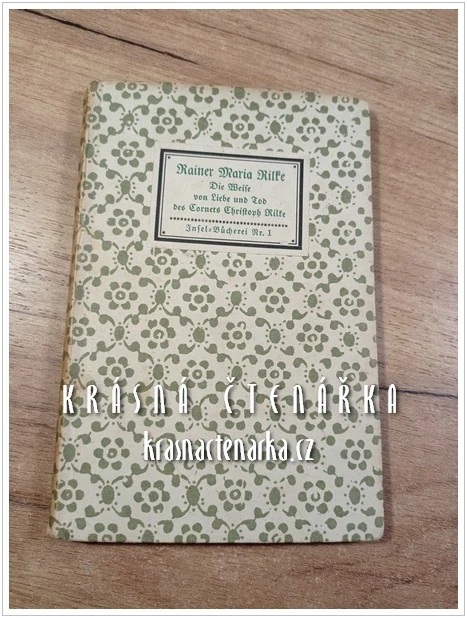 Rainer Maria Rilke
Die Weise
von Liebe und Tod
des Cornets Christoph Rilke
Insel-Bücherei Nr. 1
KRÁSNÁ ČTENÁŘKA
krasnactenarka.cz